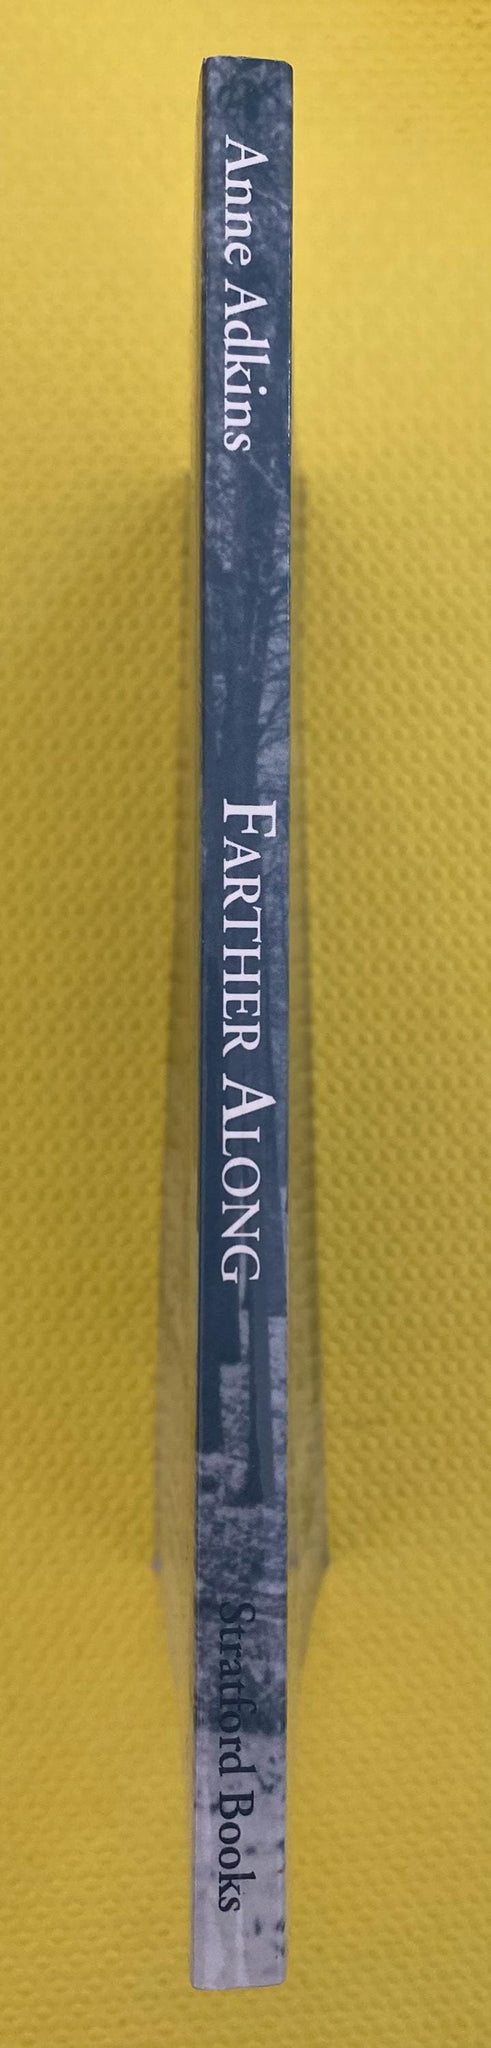 Anne Adkins
FARTHER ALONG
Stratford Books